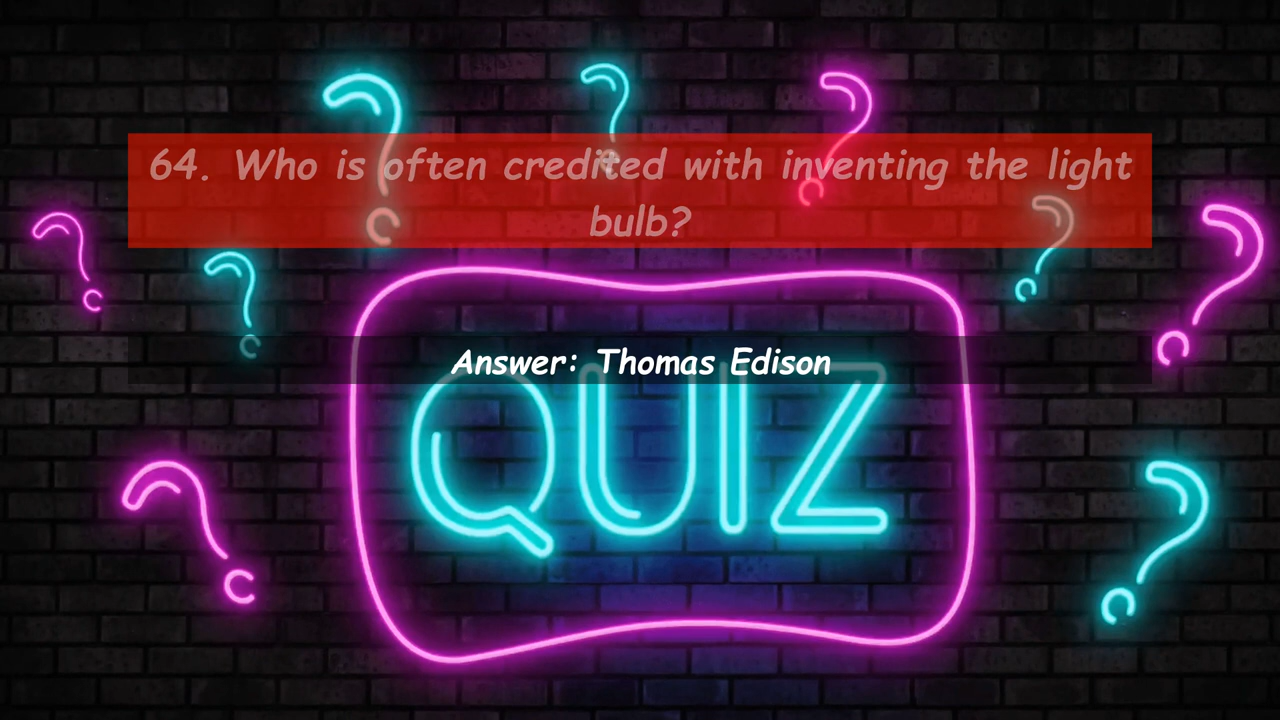 64. Who is often credited with inventing the light
bulb?
Answer: Thomas Edison
QUIZ